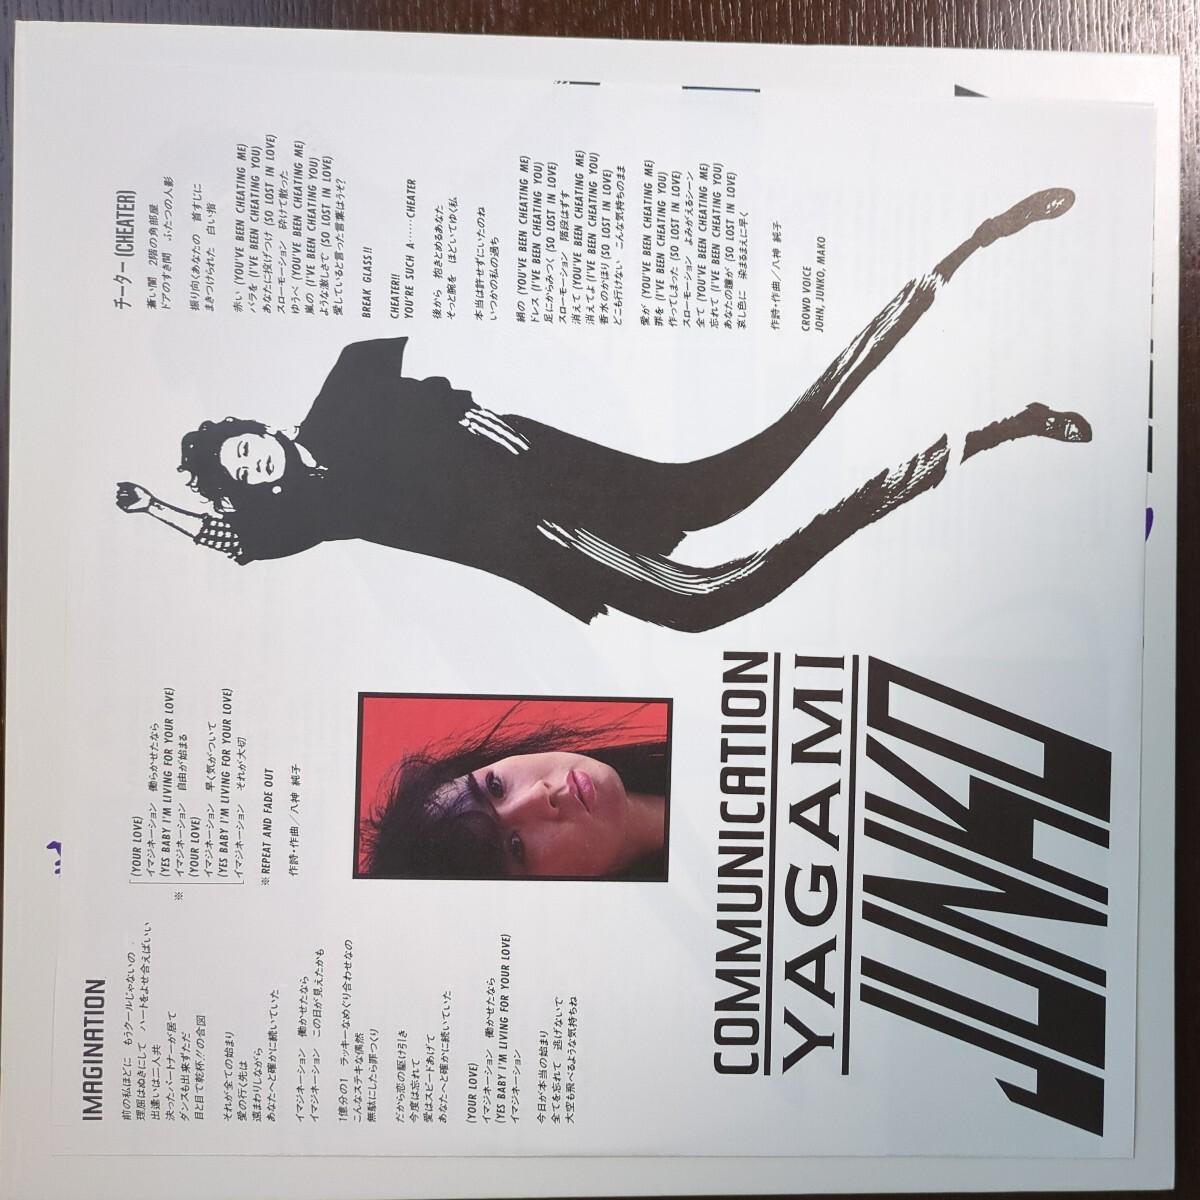 IMAGINATION
前の私ほどに もうクールじゃないの
理屈はぬきにして ハートをよせ合えばいい
出逢いは二人共
決ったパートナーが居て
ダンスも出来ずただ
目と目で乾杯!!の合図
それが全ての始まり
愛の行く先は
遠まわりしながら
あなたへと確かに続いていた
イマジネーション 働かせたなら
イマジネーション この日が見えたかも
1億分の1 ラッキーなめぐり合わせなの
こんなステキな偶然
無駄にしたら罪つくり
だから恋の駆け引き
今度は忘れて
愛はスピードあげて
あなたへと確かに続いていた
(YOUR LOVE)
イマジネーション 働かせたなら
(YES BABY I'M LIVING FOR YOUR LOVE)
イマジネーション
今日が本当の始まり
全てを忘れて 逃げないで
大空も飛べるような気持ちね
(YOUR LOVE)
イマジネーション 働らかせたなら
(YES BABY I'M LIVING FOR YOUR LOVE)
※ イマジネーション 自由が始まる
(YOUR LOVE)
イマジネーション 早く気がついて
(YES BABY I'M LIVING FOR YOUR LOVE)
イマジネーション それが大切
※ REPEAT AND FADE OUT
作詩・作曲/八神 純子
チーター (CHEATER)
蒼い闇 2階の角部屋
ドアのすき間 ふたつの人影
振り向くあなたの 首すじに
まきつけられた 白い指
赤い (YOU'VE BEEN CHEATING ME)
バラを (I'VE BEEN CHEATING YOU)
あなたに投げつけ (SO LOST IN LOVE)
スローモーション 砕けて散った
ゆうべ (YOU'VE BEEN CHEATING ME)
嵐の (I'VE BEEN CHEATING YOU)
ような激しさで (SO LOST IN LOVE)
愛していると言った言葉はうそ?
BREAK GLASS!!
CHEATER!!
YOU'RE SUCH A……CHEATER
後から 抱きとめるあなた
そっと腕を ほどいてゆく私
本当は許せずにいたのね
いつかの私の過ち
絹の (YOU'VE BEEN CHEATING ME)
ドレス (I'VE BEEN CHEATING YOU)
足にからみつく (SO LOST IN LOVE)
スローモーション 階段はずす
消えて (YOU'VE BEEN CHEATING ME)
消えてよ (I'VE BEEN CHEATING YOU)
香水のかほり (SO LOST IN LOVE)
どこも行けない こんな気持ちのまま
愛が (YOU'VE BEEN CHEATING ME)
罪を (I'VE BEEN CHEATING YOU)
作ってしまった (SO LOST IN LOVE)
スローモーション よみがえるシーン
全て (YOU'VE BEEN CHEATING ME)
忘れて (I'VE BEEN CHEATING YOU)
あなたの瞳が (SO LOST IN LOVE)
哀し色に 染まるまえに早く
作詩・作曲/八神 純子
CROWD VOICE
JOHN, JUNKO, MAKO
COMMUNICATION
YAGAMI
JUNKO